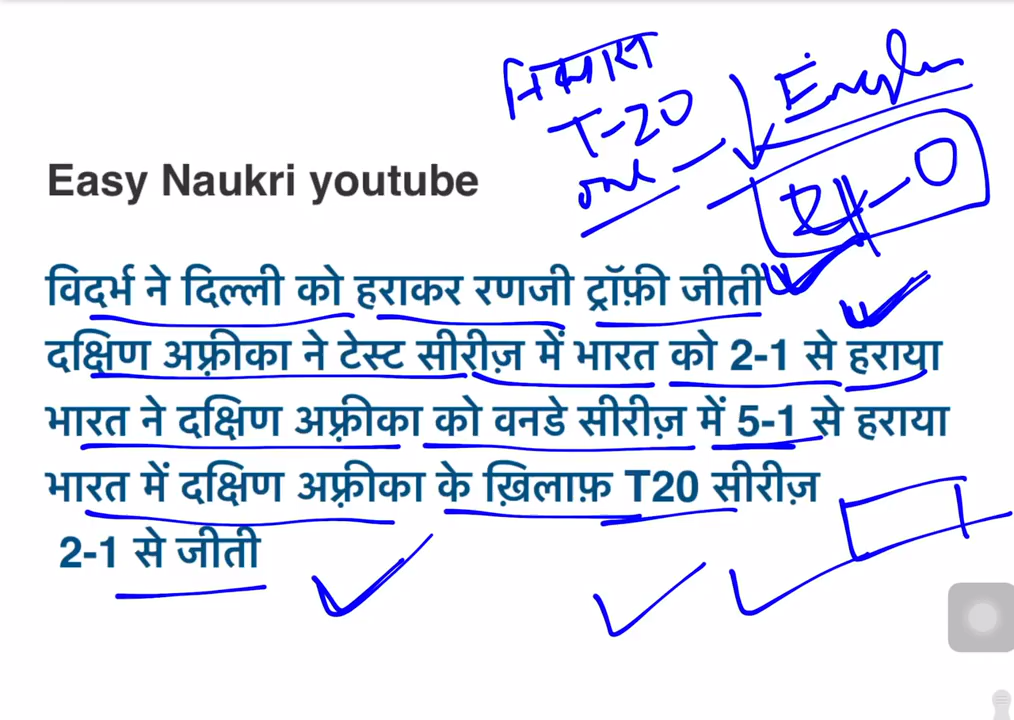 T-20
Easy Naukri youtube
विदर्भ ने दिल्ली को हराकर रणजी ट्रॉफ़ी जीती
दक्षिण अफ़्रीका ने टेस्ट सीरीज़ में भारत को 2-1 से हराया
भारत ने दक्षिण अफ़्रीका को वनडे सीरीज़ में 5-1 से हराया
भारत में दक्षिण अफ़्रीका के ख़िलाफ़ T20 सीरीज़
2-1 से जीती